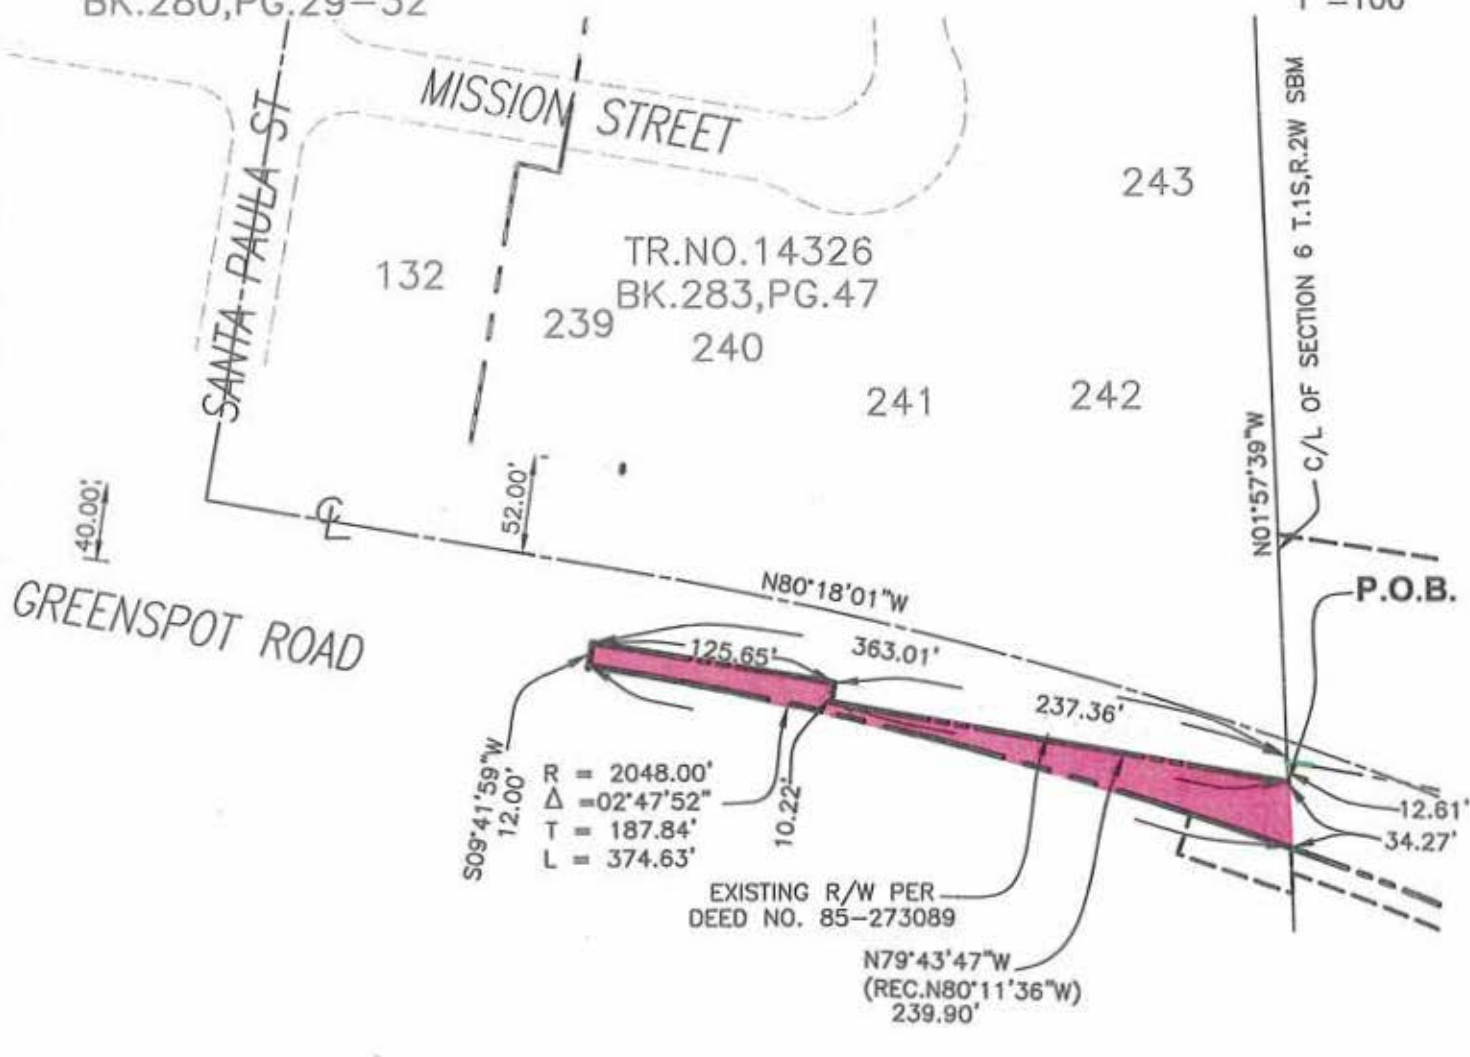 BK.280,PG.29-32
1"=100'
MISSION STREET
SANTA PAULA ST
C/L OF SECTION 6 T.1S,R.2W SBM
243
132
TR.NO.14326
BK.283,PG.47
239
240
241
242
N01°57'39"W
52.00'
40.00'
CL
GREENSPOT ROAD
N80°18'01"W
P.O.B.
125.65'
363.01'
237.36'
S09°41'59"W
12.00'
R = 2048.00'
Δ =02°47'52"
T = 187.84'
L = 374.63'
10.22'
12.61'
34.27'
EXISTING R/W PER
DEED NO. 85-273089
N79°43'47"W
(REC.N80°11'36"W)
239.90'